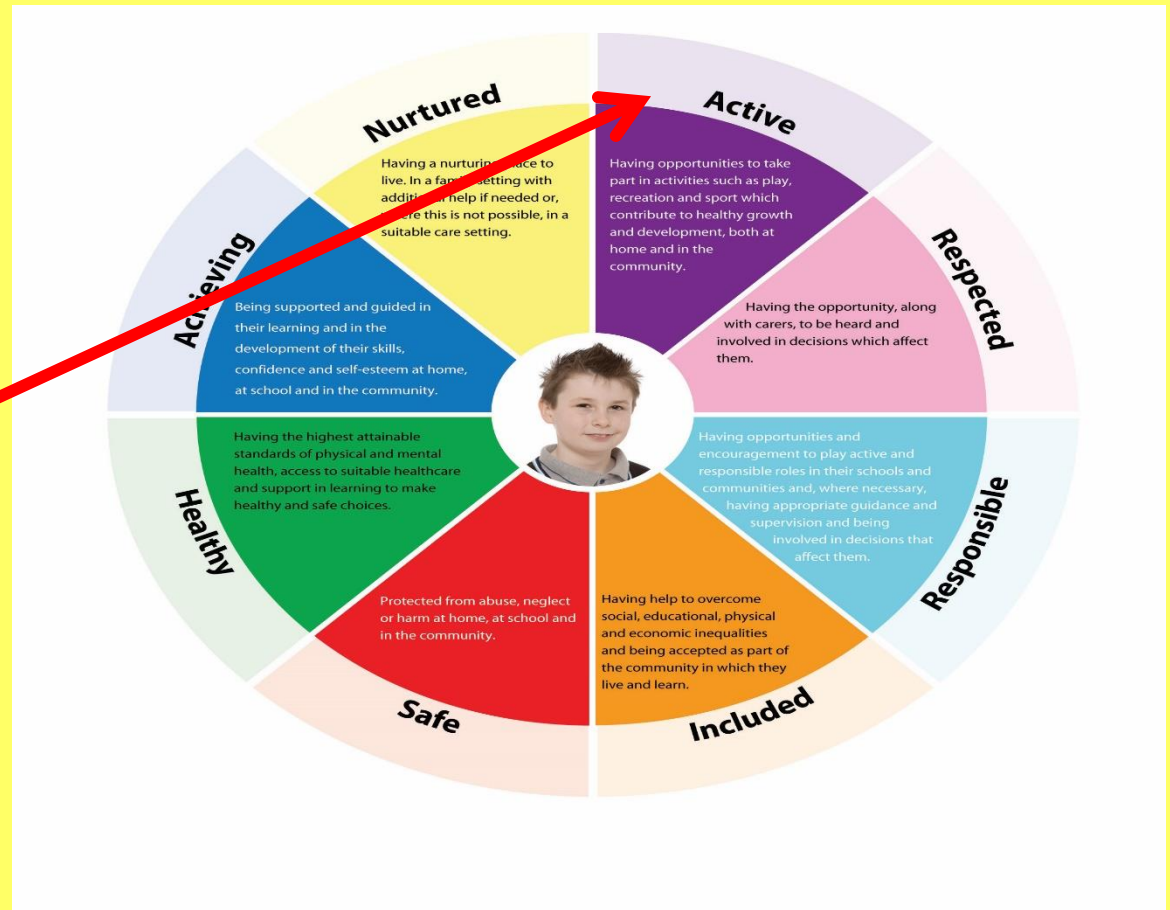 Nurtured
Having a nurturing place to
live. In a family setting with
additional help if needed or,
where this is not possible, in a
suitable care setting.
Active
Having opportunities to take
part in activities such as play,
recreation and sport which
contribute to healthy growth
and development, both at
home and in the
community.
Respected
Having the opportunity, along
with carers, to be heard and
involved in decisions which affect
them.
Responsible
Having opportunities and
encouragement to play active and
responsible roles in their schools and
communities and, where necessary,
having appropriate guidance and
supervision and being
involved in decisions that
affect them.
Included
Having help to overcome
social, educational, physical
and economic inequalities
and being accepted as part of
the community in which they
live and learn.
Safe
Protected from abuse, neglect
or harm at home, at school and
in the community.
Healthy
Having the highest attainable
standards of physical and mental
health, access to suitable healthcare
and support in learning to make
healthy and safe choices.
Achieving
Being supported and guided in
their learning and in the
development of their skills,
confidence and self-esteem at home,
at school and in the community.